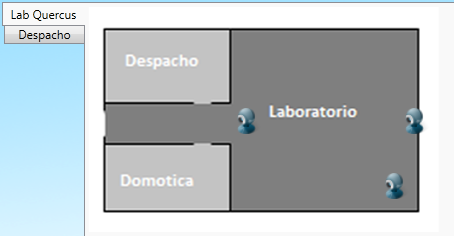 Lab Quercus
Despacho
Despacho
Laboratorio
Domotica